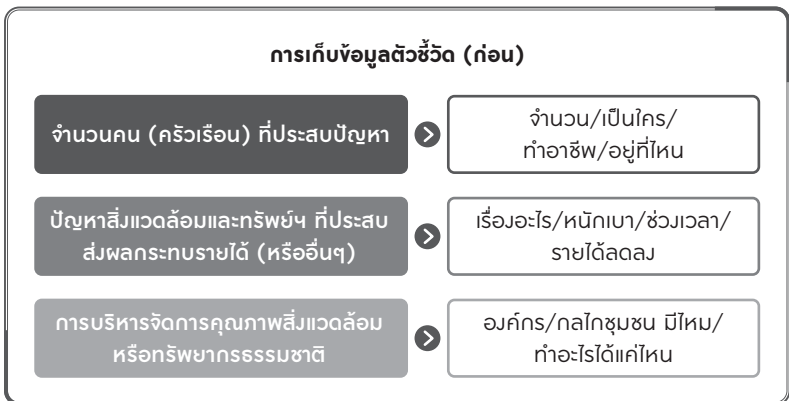 การเก็บข้อมูลตัวชี้วัด (ก่อน)
จำนวนคน (ครัวเรือน) ที่ประสบปัญหา
จำนวน/เป็นใคร/
ทำอาชีพ/อยู่ที่ไหน
ปัญหาสิ่งแวดล้อมและทรัพย์ฯ ที่ประสบ
ส่งผลกระทบรายได้ (หรืออื่นๆ)
เรื่องอะไร/หนักเบา/ช่วงเวลา/
รายได้ลดลง
การบริหารจัดการคุณภาพสิ่งแวดล้อม
หรือทรัพยากรธรรมชาติ
องค์กร/กลไกชุมชน มีไหม/
ทำอะไรได้แค่ไหน